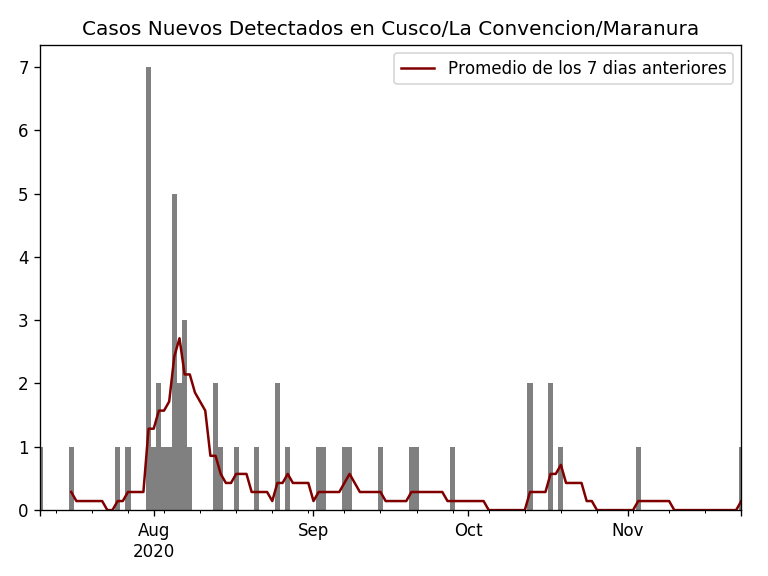 Casos Nuevos Detectados en Cusco/La Convencion/Maranura
Promedio de los 7 dias anteriores
7
6
5
4
3
2
1
0
Aug
2020
Sep
Oct
Nov